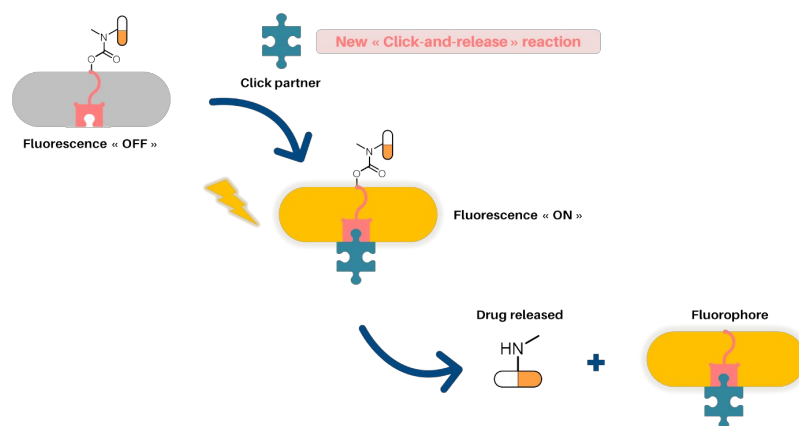 New « Click-and-release » reaction
Click partner
N
O
O
Fluorescence « OFF »
N
O
O
Fluorescence « ON »
Drug released
Fluorophore
HN
+